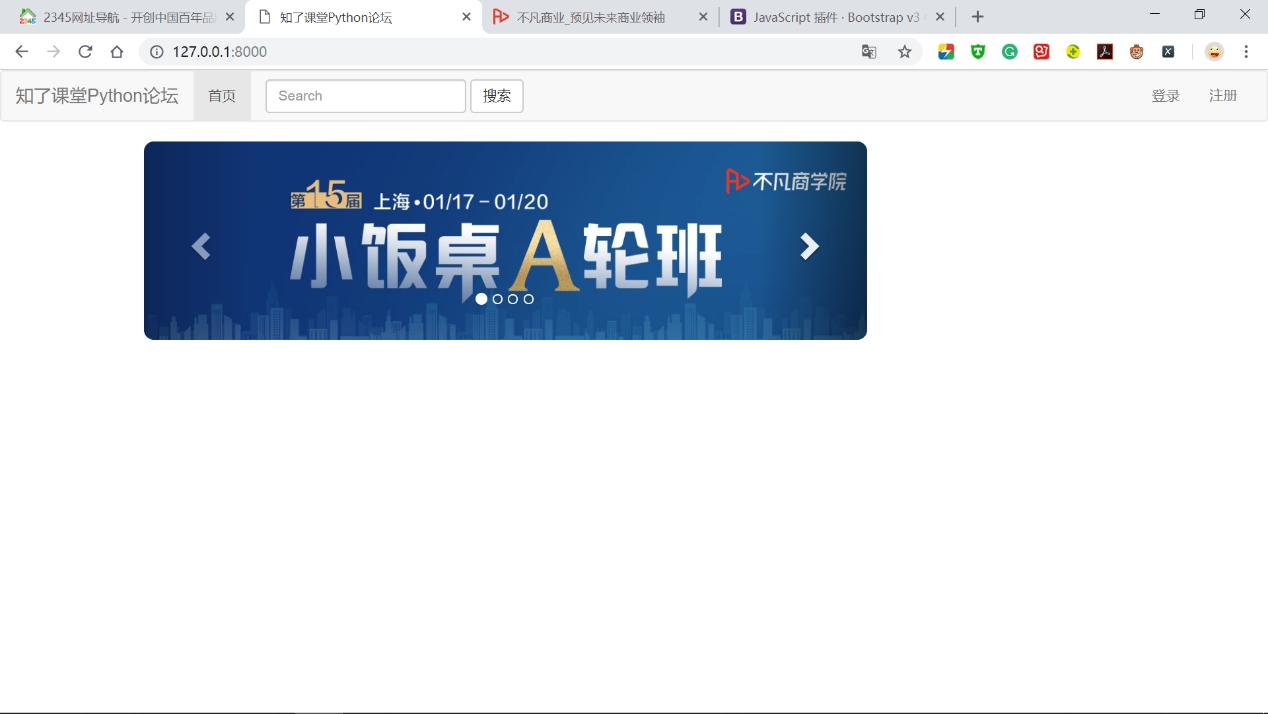 2345网址导航 - 开创中国百年品 知了课堂Python论坛 不凡商业_预见未来商业领袖 JavaScript 插件 · Bootstrap v3
127.0.0.1:8000
知了课堂Python论坛 首页 Search 搜索 登录 注册
不凡商学院
第15届 上海•01/17－01/20
小饭桌A轮班